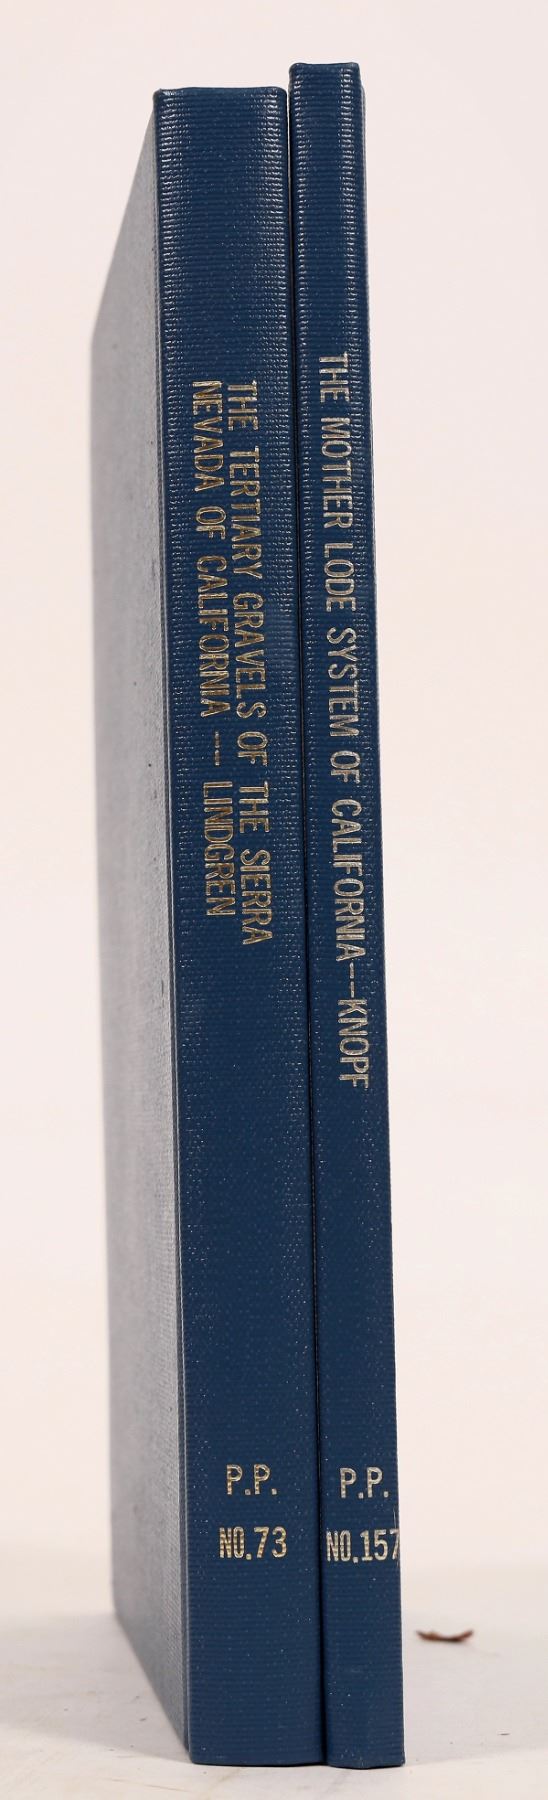 THE TERTIARY GRAVELS OF THE SIERRA
NEVADA OF CALIFORNIA -- LINDGREN
P.P.
NO.73
THE MOTHER LODE SYSTEM OF CALIFORNIA--KNOPF
P.P.
NO.157